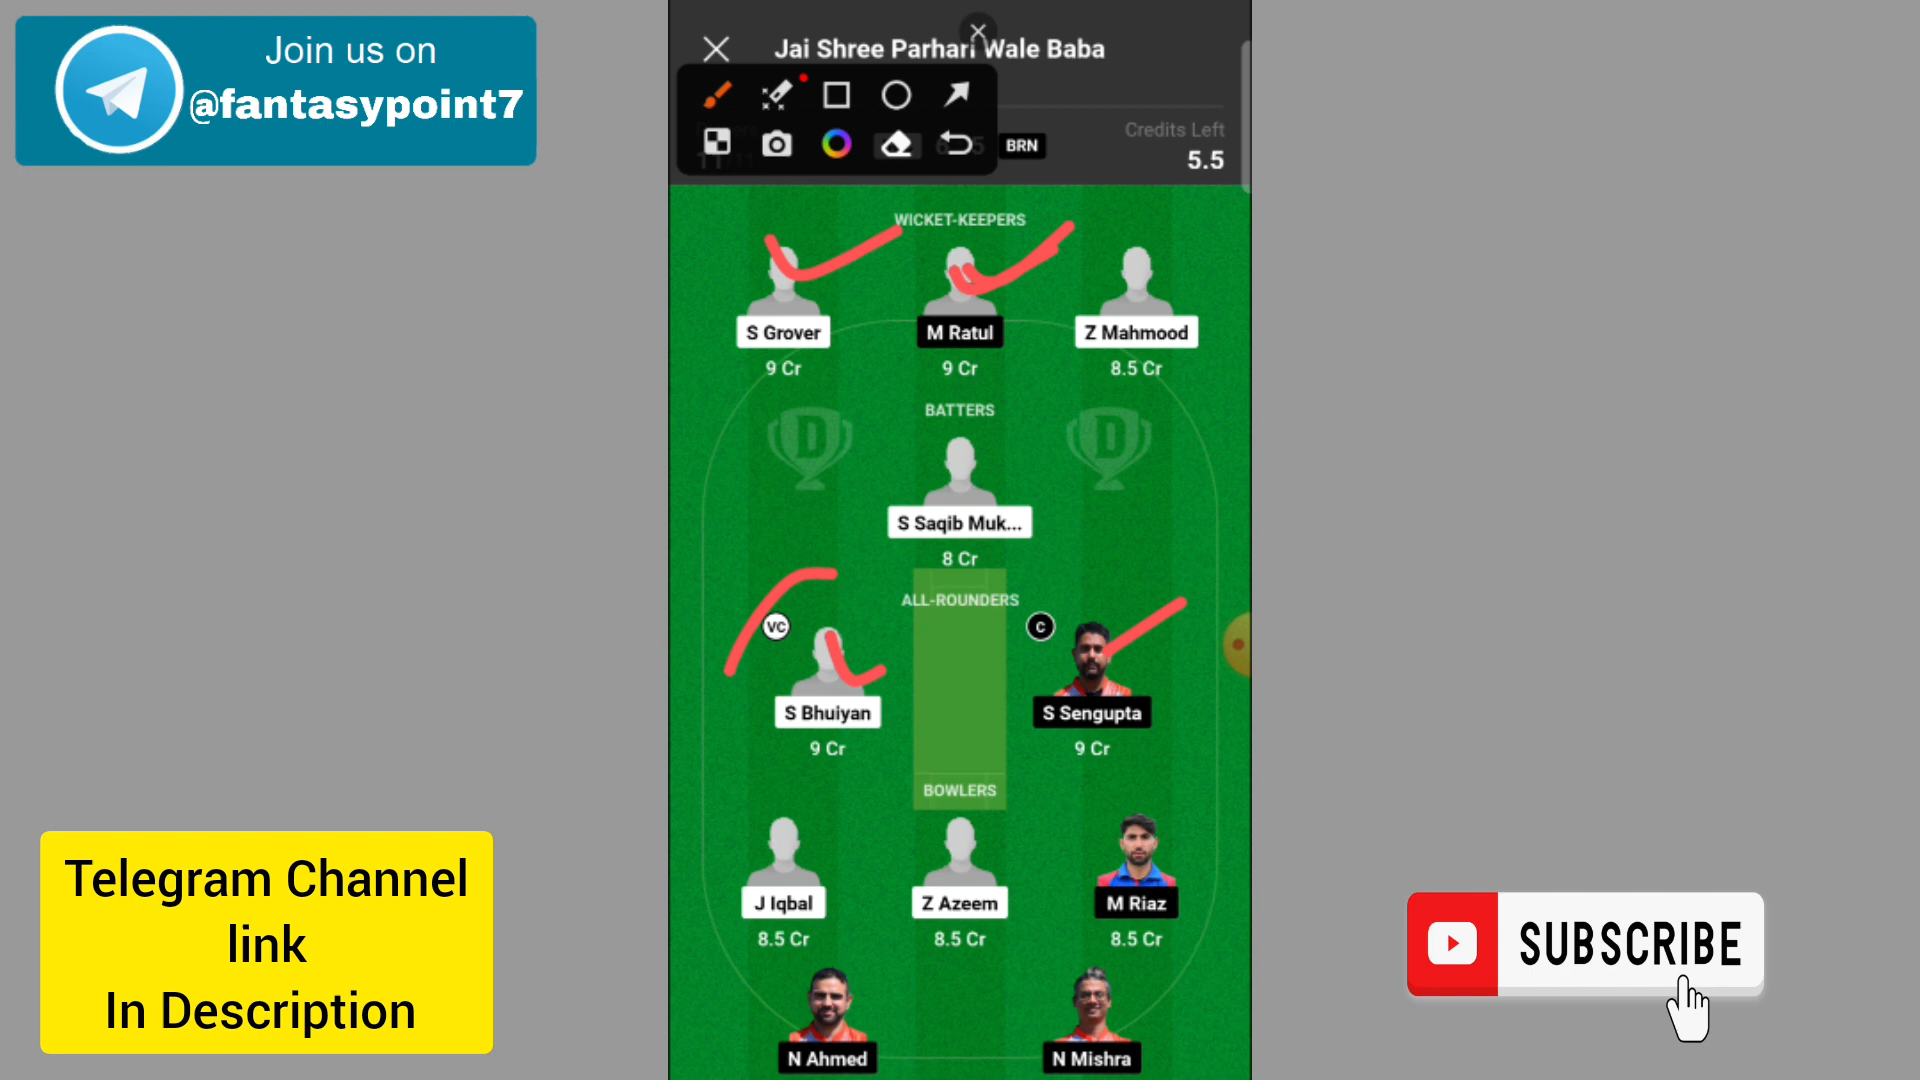 Join us on
@fantasypoint7
Jai Shree Parhari Wale Baba
BRN
Credits Left
5.5
WICKET-KEEPERS
S Grover
M Ratul
Z Mahmood
9 Cr
9 Cr
8.5 Cr
BATTERS
D
D
S Saqib Muk...
8 Cr
ALL-ROUNDERS
VC
C
S Bhuiyan
S Sengupta
9 Cr
9 Cr
BOWLERS
J Iqbal
Z Azeem
M Riaz
8.5 Cr
8.5 Cr
8.5 Cr
N Ahmed
N Mishra
Telegram Channel
link
In Description
SUBSCRIBE